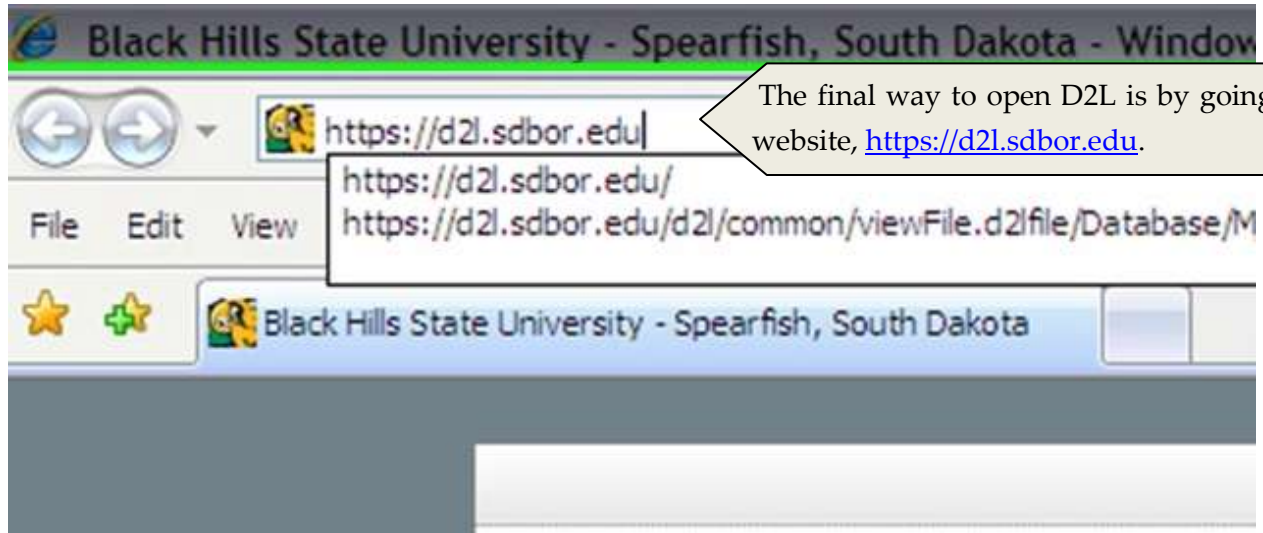 Black Hills State University - Spearfish, South Dakota - Window
The final way to open D2L is by going
website, https://d2l.sdbor.edu.
https://d2l.sdbor.edu
https://d2l.sdbor.edu/
https://d2l.sdbor.edu/d2l/common/viewFile.d2lfile/Database/M
File Edit View
Black Hills State University - Spearfish, South Dakota